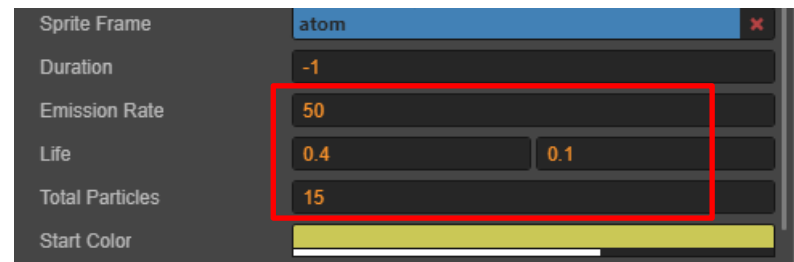 Sprite Frame atom
Duration -1
Emission Rate 50
Life 0.4 0.1
Total Particles 15
Start Color